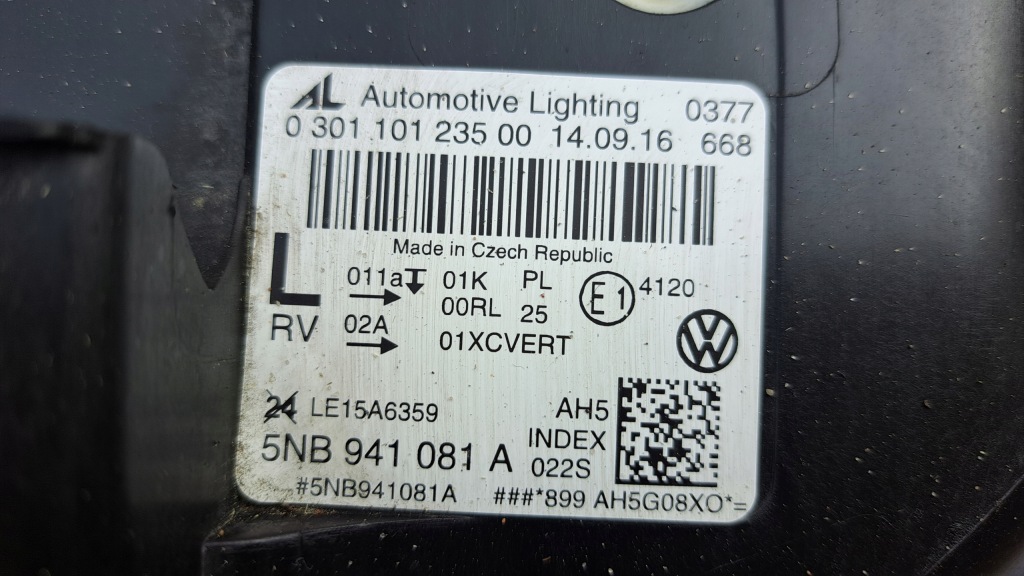 AL Automotive Lighting 0377
0 301 101 235 00 14.09.16 668
Made in Czech Republic
L 011a 01K PL E1 4120
00RL 25
RV 02A 01XCVERT
24 LE15A6359 AH5
5NB 941 081 A INDEX
022S
#5NB941081A ###*899 AH5G08XO*=